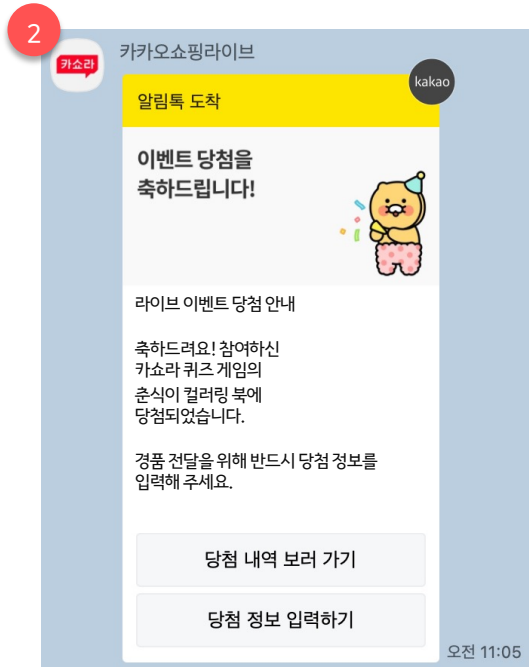 2
카쇼라
카카오쇼핑라이브
kakao
알림톡 도착
이벤트 당첨을
축하드립니다!
라이브 이벤트 당첨 안내
축하드려요! 참여하신
카쇼라 퀴즈 게임의
춘식이 컬러링 북에
당첨되었습니다.
경품 전달을 위해 반드시 당첨 정보를
입력해 주세요.
당첨 내역 보러 가기
당첨 정보 입력하기
오전 11:05